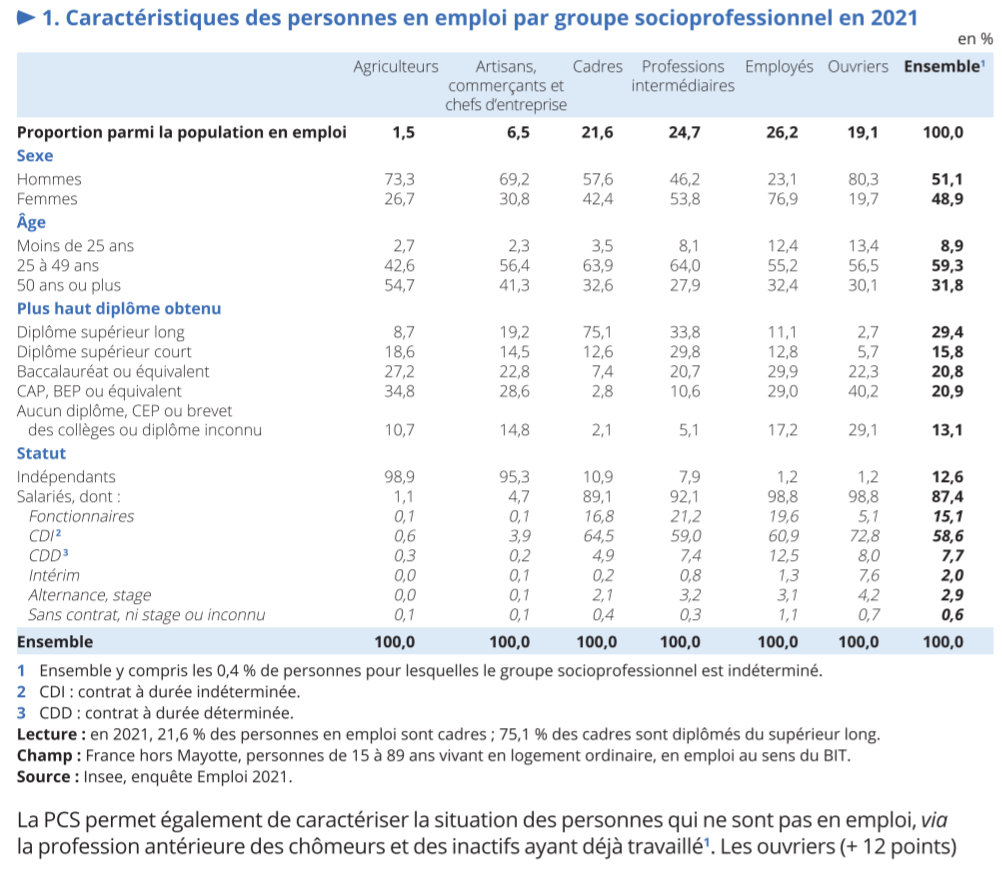 ► 1. Caractéristiques des personnes en emploi par groupe socioprofessionnel en 2021
en %
Agriculteurs Artisans, commerçants et chefs d'entreprise Cadres Professions intermédiaires Employés Ouvriers Ensemble¹
Proportion parmi la population en emploi 1,5 6,5 21,6 24,7 26,2 19,1 100,0
Sexe
Hommes 73,3 69,2 57,6 46,2 23,1 80,3 51,1
Femmes 26,7 30,8 42,4 53,8 76,9 19,7 48,9
Âge
Moins de 25 ans 2,7 2,3 3,5 8,1 12,4 13,4 8,9
25 à 49 ans 42,6 56,4 63,9 64,0 55,2 56,5 59,3
50 ans ou plus 54,7 41,3 32,6 27,9 32,4 30,1 31,8
Plus haut diplôme obtenu
Diplôme supérieur long 8,7 19,2 75,1 33,8 11,1 2,7 29,4
Diplôme supérieur court 18,6 14,5 12,6 29,8 12,8 5,7 15,8
Baccalauréat ou équivalent 27,2 22,8 7,4 20,7 29,9 22,3 20,8
CAP, BEP ou équivalent 34,8 28,6 2,8 10,6 29,0 40,2 20,9
Aucun diplôme, CEP ou brevet
des collèges ou diplôme inconnu 10,7 14,8 2,1 5,1 17,2 29,1 13,1
Statut
Indépendants 98,9 95,3 10,9 7,9 1,2 1,2 12,6
Salariés, dont : 1,1 4,7 89,1 92,1 98,8 98,8 87,4
Fonctionnaires 0,1 0,1 16,8 21,2 19,6 5,1 15,1
CDI² 0,6 3,9 64,5 59,0 60,9 72,8 58,6
CDD³ 0,3 0,2 4,9 7,4 12,5 8,0 7,7
Intérim 0,0 0,1 0,2 0,8 1,3 7,6 2,0
Alternance, stage 0,0 0,1 2,1 3,2 3,1 4,2 2,9
Sans contrat, ni stage ou inconnu 0,1 0,1 0,4 0,3 1,1 0,7 0,6
Ensemble 100,0 100,0 100,0 100,0 100,0 100,0 100,0
1 Ensemble y compris les 0,4 % de personnes pour lesquelles le groupe socioprofessionnel est indéterminé.
2 CDI : contrat à durée indéterminée.
3 CDD : contrat à durée déterminée.
Lecture : en 2021, 21,6 % des personnes en emploi sont cadres ; 75,1 % des cadres sont diplômés du supérieur long.
Champ : France hors Mayotte, personnes de 15 à 89 ans vivant en logement ordinaire, en emploi au sens du BIT.
Source : Insee, enquête Emploi 2021.
La PCS permet également de caractériser la situation des personnes qui ne sont pas en emploi, via
la profession antérieure des chômeurs et des inactifs ayant déjà travaillé¹. Les ouvriers (+ 12 points)